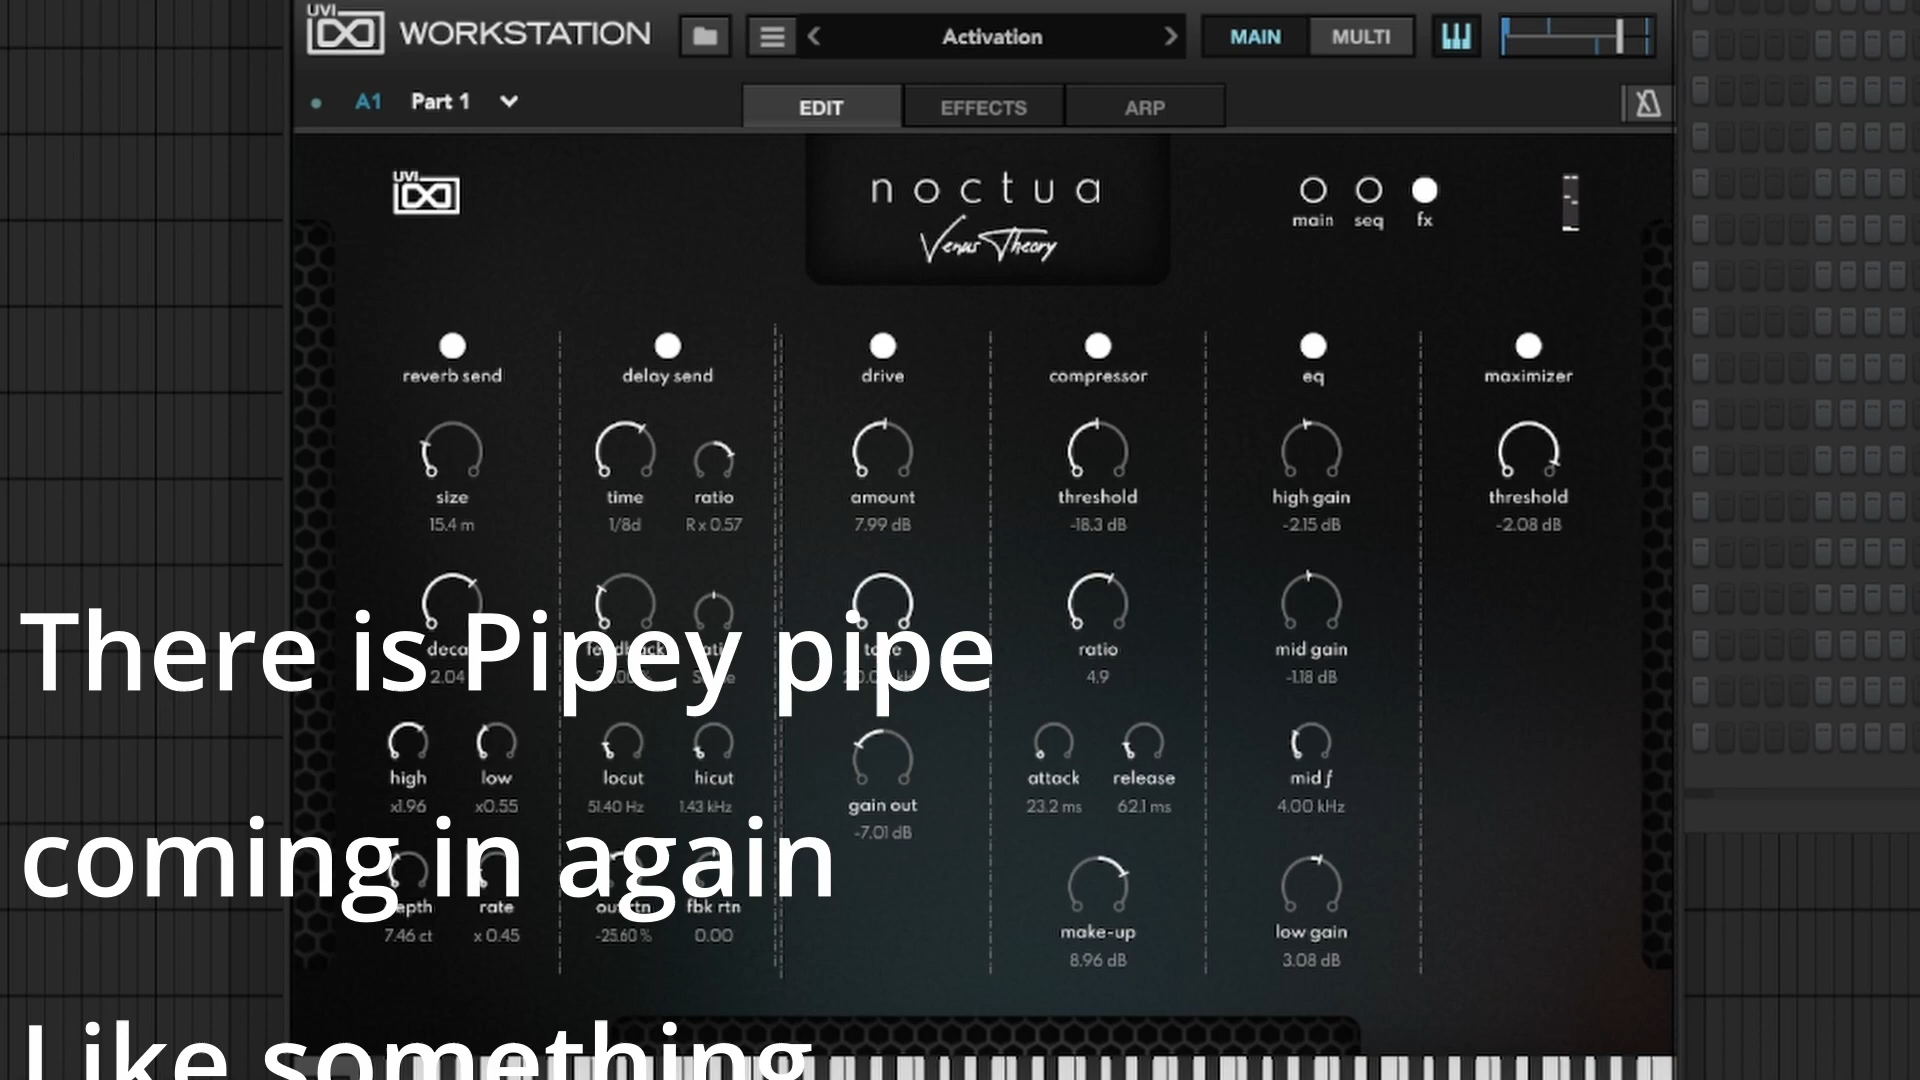 UVI
WORKSTATION
Activation
MAIN
MULTI
A1 Part 1
EDIT
EFFECTS
ARP
UVI
noctua
Venus Theory
main seq fx
reverb send
delay send
drive
compressor
eq
maximizer
size
time
ratio
amount
threshold
high gain
threshold
15.4 m
1/8d
Rx 0.57
7.99 dB
-18.3 dB
-2.15 dB
-2.08 dB
There is Pipey pipe
ratio
mid gain
2.04
4.9
-1.18 dB
high
low
locut
hicut
attack
release
mid f
x1.96
x0.55
51.40 Hz
1.43 kHz
gain out
23.2 ms
62.1 ms
4.00 kHz
-7.01 dB
coming in again
rate
fbk rtn
7.46 ct
x 0.45
-25.60 %
0.00
make-up
low gain
8.96 dB
3.08 dB
Like something